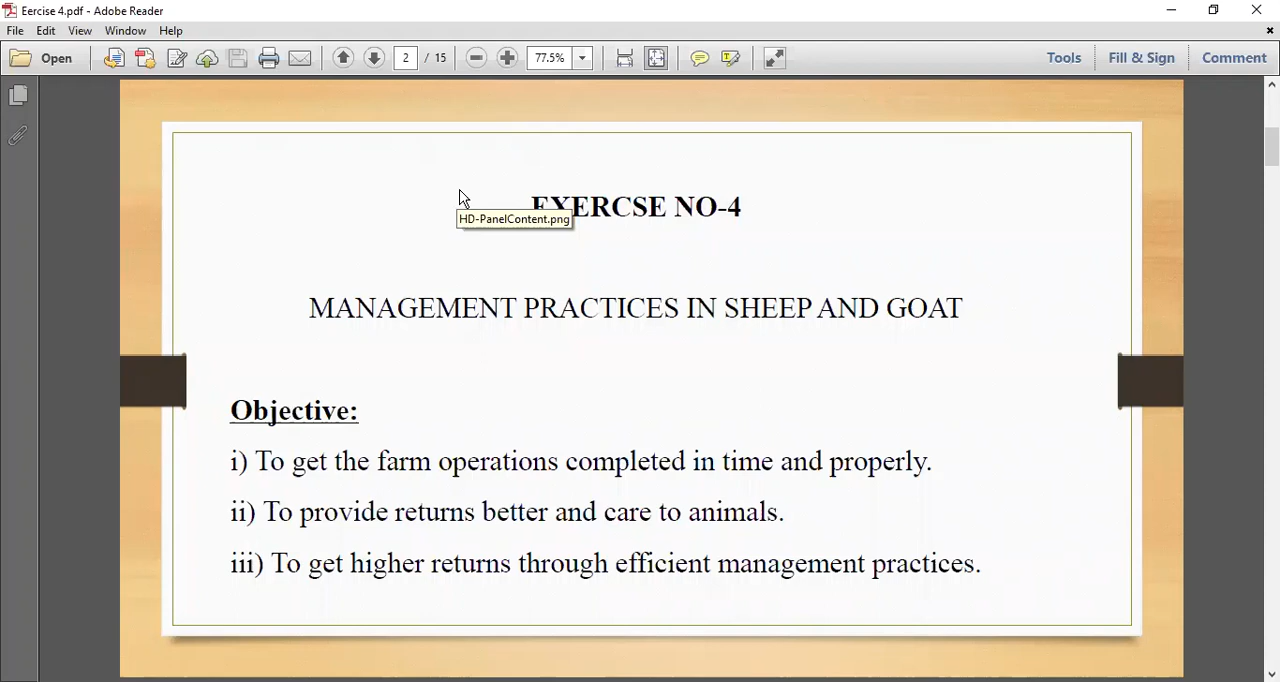 Eercise 4.pdf - Adobe Reader
File Edit View Window Help
Open 2 / 15 77.5% Tools Fill & Sign Comment
EXERCSE NO-4
HD-PanelContent.png
MANAGEMENT PRACTICES IN SHEEP AND GOAT
Objective:
i) To get the farm operations completed in time and properly.
ii) To provide returns better and care to animals.
iii) To get higher returns through efficient management practices.